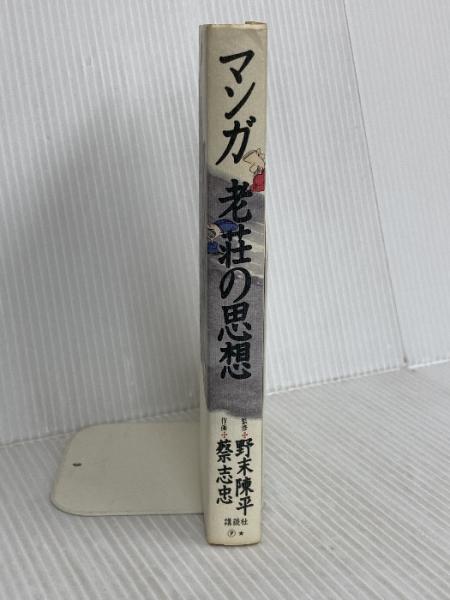 マンガ 老荘の思想
監修✢野末陳平
作画✢蔡志忠
講談社